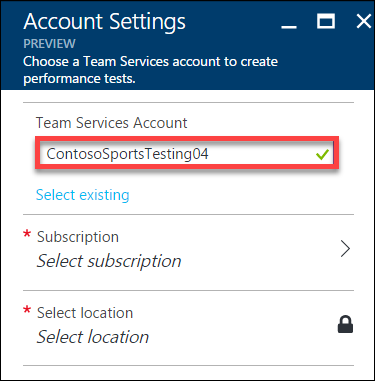 Account Settings
PREVIEW
Choose a Team Services account to create
performance tests.
Team Services Account
ContosoSportsTesting04
Select existing
* Subscription
Select subscription
* Select location
Select location